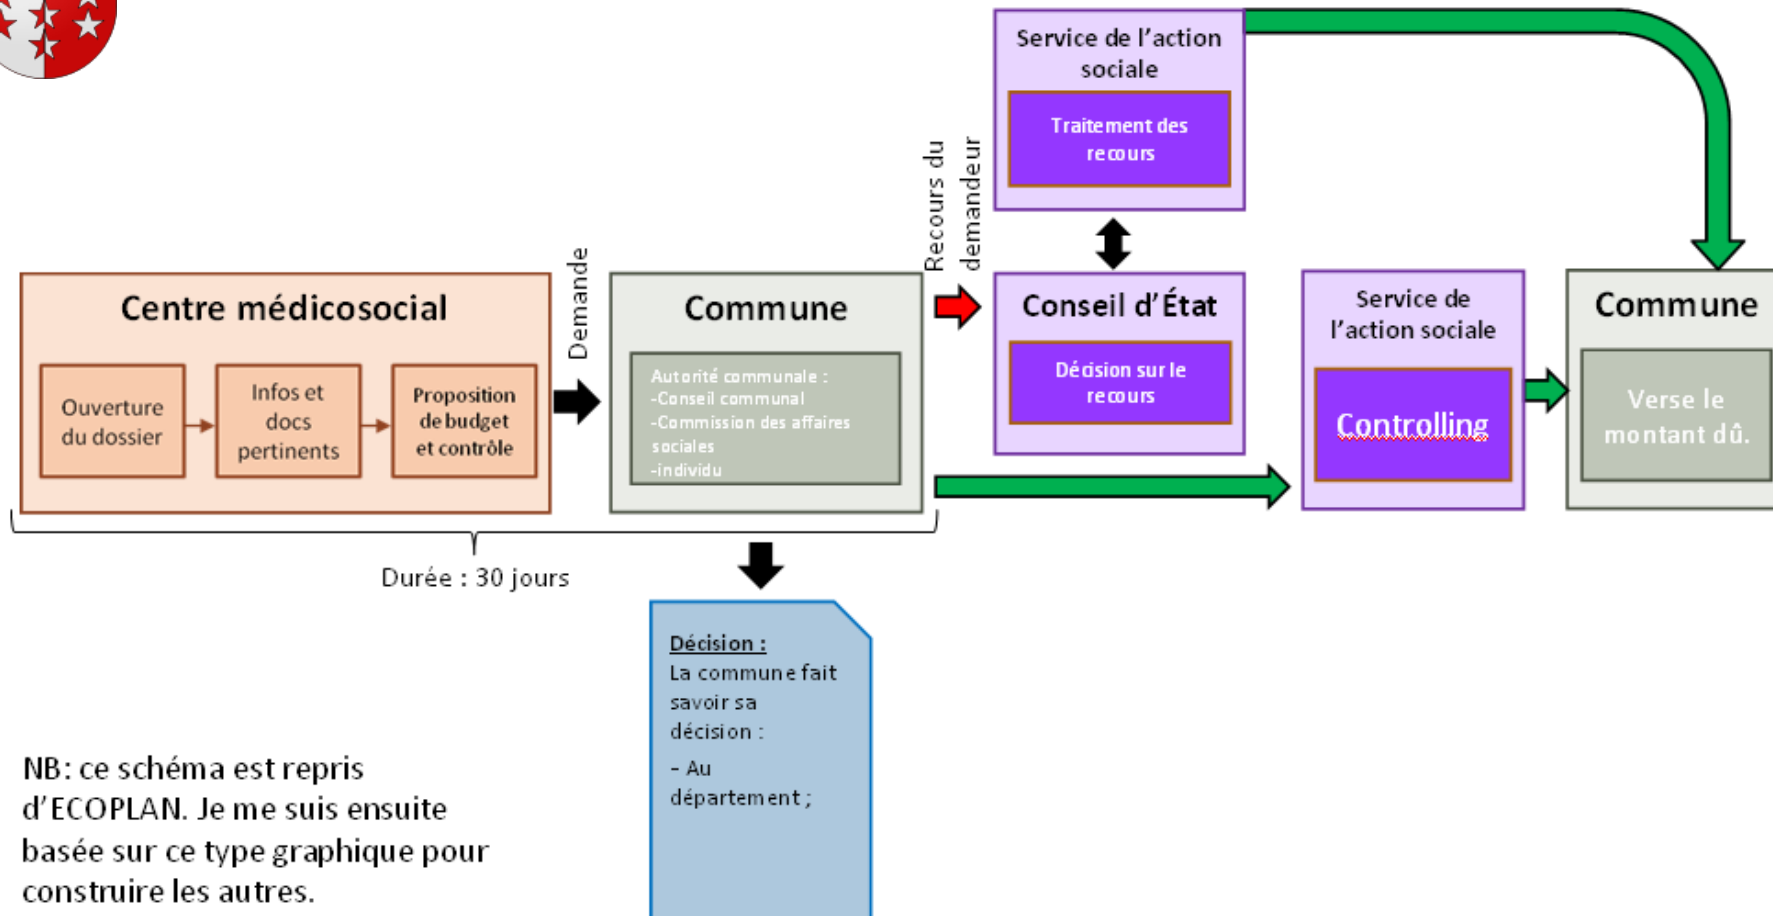 Service de l’action
sociale
Traitement des
recours
Recours du
demandeur
Demande
Centre médicosocial
Ouverture
du dossier
Infos et
docs
pertinents
Proposition
de budget
et contrôle
Commune
Autorité communale :
-Conseil communal
-Commission des affaires
sociales
-individu
Conseil d’État
Décision sur le
recours
Service de
l’action sociale
Controlling
Commune
Verse le
montant dû.
Durée : 30 jours
Décision :
La commune fait
savoir sa
décision :
- Au
département ;
NB: ce schéma est repris
d’ECOPLAN. Je me suis ensuite
basée sur ce type graphique pour
construire les autres.